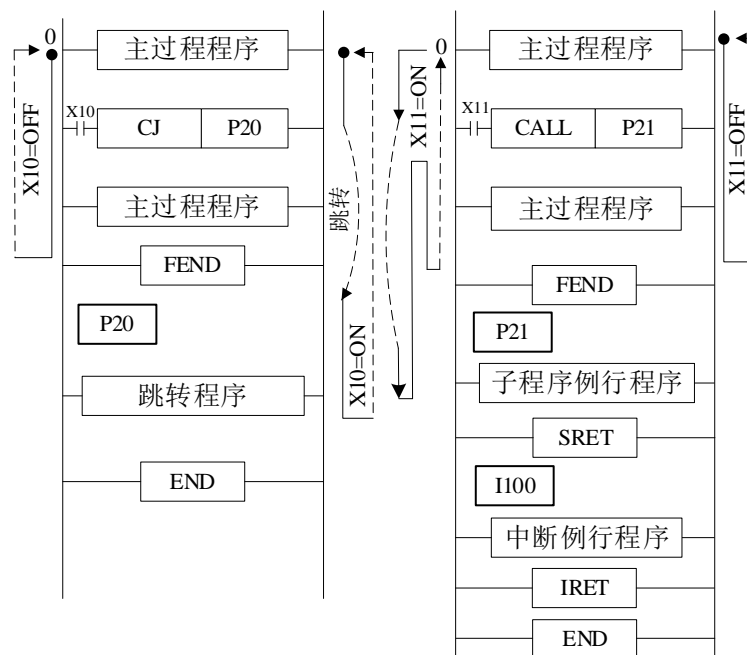 0
主过程程序
X10
CJ P20
主过程程序
FEND
P20
跳转程序
END
X10=OFF
跳转
X10=ON
0
主过程程序
X11
CALL P21
主过程程序
FEND
P21
子程序例行程序
SRET
I100
中断例行程序
IRET
END
X11=ON
X11=OFF